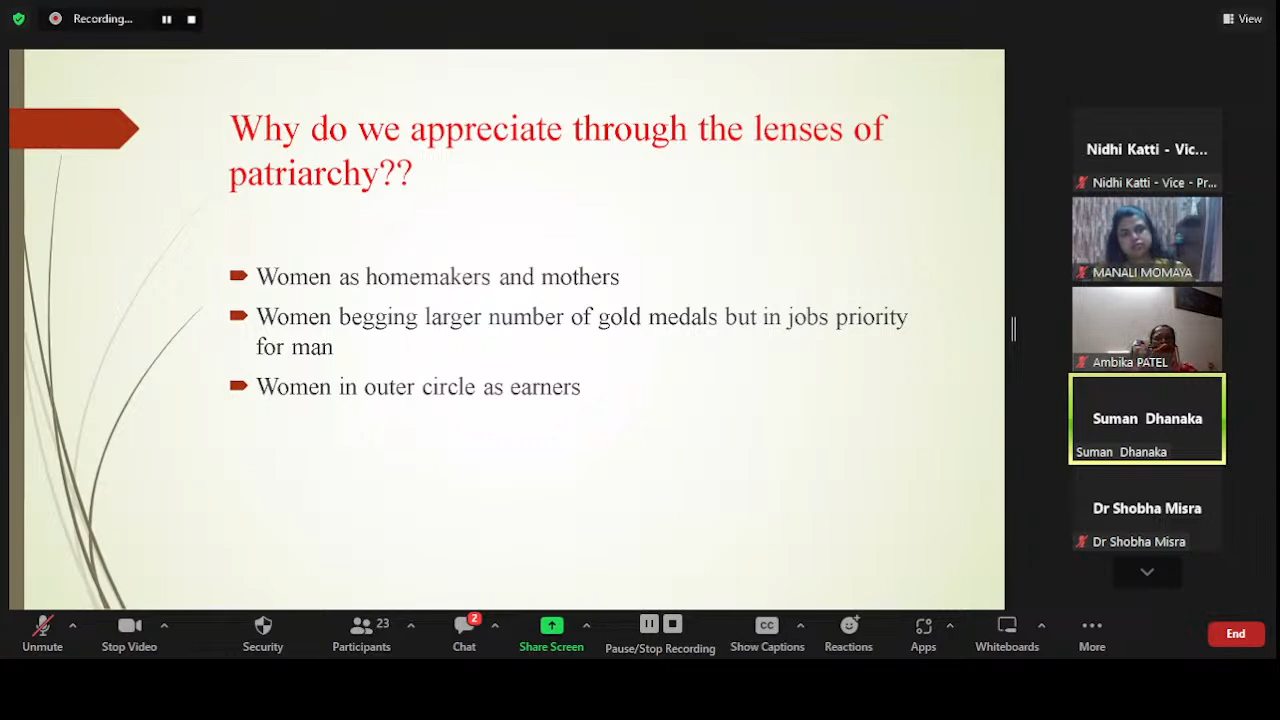 Recording...
View
Why do we appreciate through the lenses of
patriarchy??
Women as homemakers and mothers
Women begging larger number of gold medals but in jobs priority
for man
Women in outer circle as earners
Nidhi Katti - Vic...
Nidhi Katti - Vice - Pr...
MANALI MOMAYA
Ambika PATEL
Suman Dhanaka
Suman Dhanaka
Dr Shobha Misra
Dr Shobha Misra
Unmute
Stop Video
Security
23
Participants
2
Chat
Share Screen
Pause/Stop Recording
CC
Show Captions
Reactions
Apps
Whiteboards
More
End